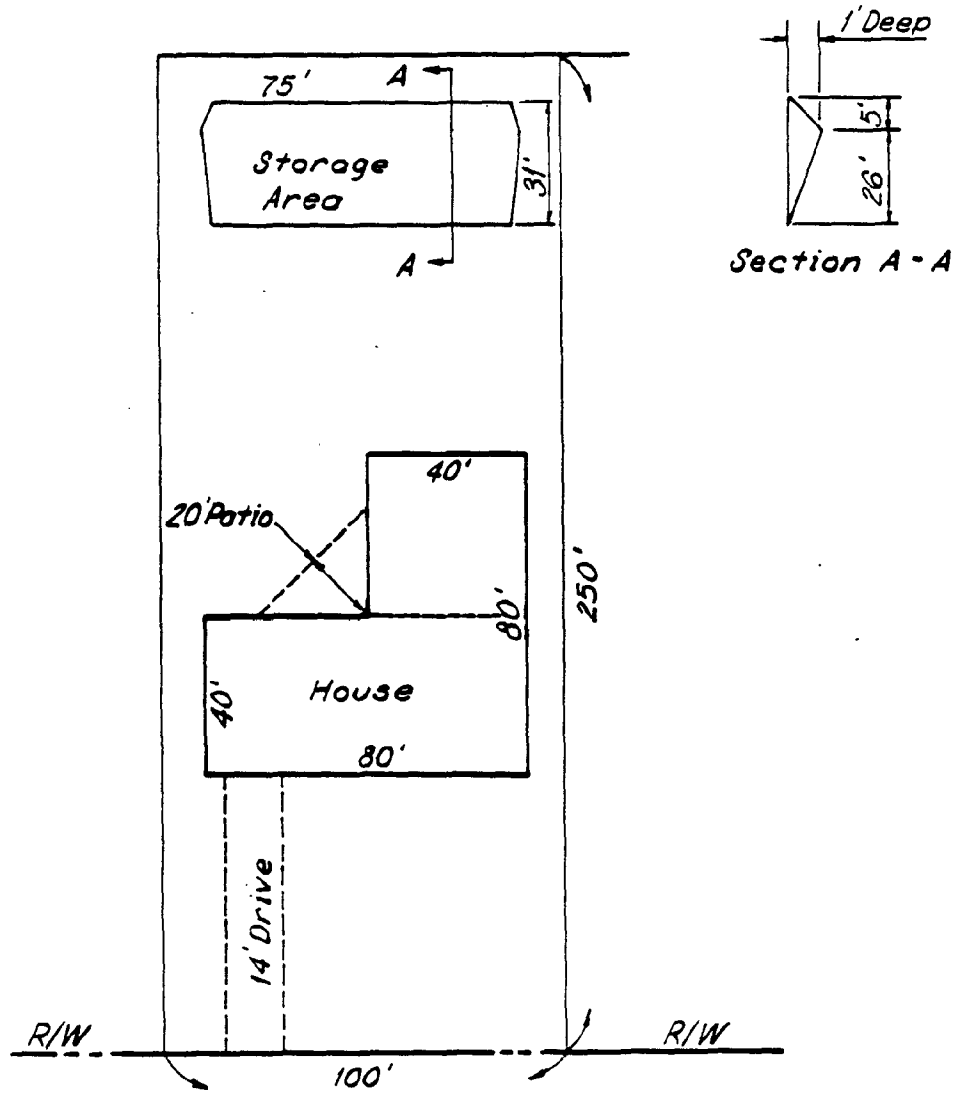 1' Deep
75'
A
5'
Storage
Area
31'
26'
A
Section A-A
40'
20' Patio
250'
80'
House
40'
80'
14' Drive
R/W
R/W
100'